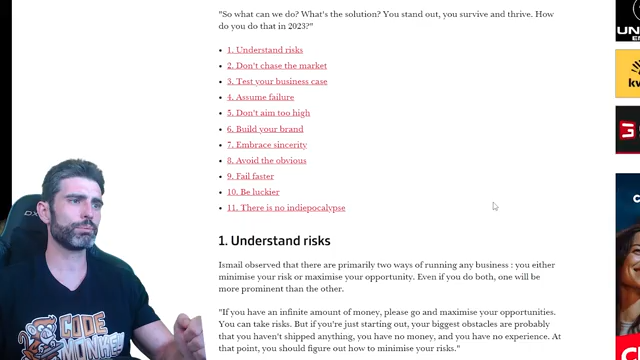 "So what can we do? What's the solution? You stand out, you survive and thrive. How
do you do that in 2023?"
1. Understand risks
2. Don't chase the market
3. Test your business case
4. Assume failure
5. Don't aim too high
6. Build your brand
7. Embrace sincerity
8. Avoid the obvious
9. Fail faster
10. Be luckier
11. There is no indiepocalypse
1. Understand risks
Ismail observed that there are primarily two ways of running any business : you either
minimise your risk or maximise your opportunity. Even if you do both, one will be
more prominent than the other.
"If you have an infinite amount of money, please go and maximise your opportunities.
You can take risks. But if you're just starting out, your biggest obstacles are probably
that you haven't shipped anything, you have no money, and you have no experience. At
that point, you should figure out how to minimise your risks."
DX
CODE
MONKEY
UN